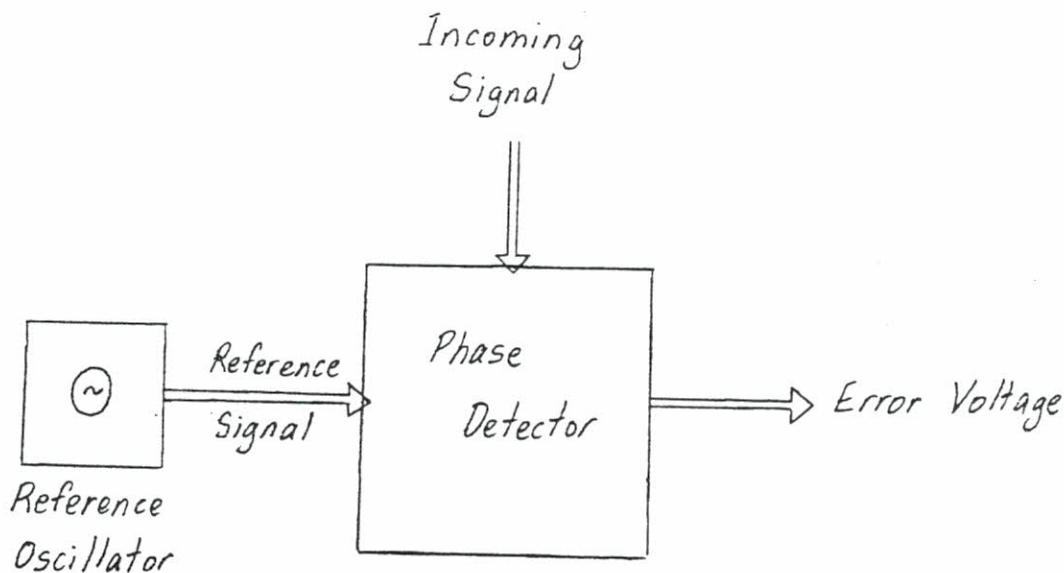 Incoming
Signal
Reference
Signal
Phase
Detector
Error Voltage
~
Reference
Oscillator